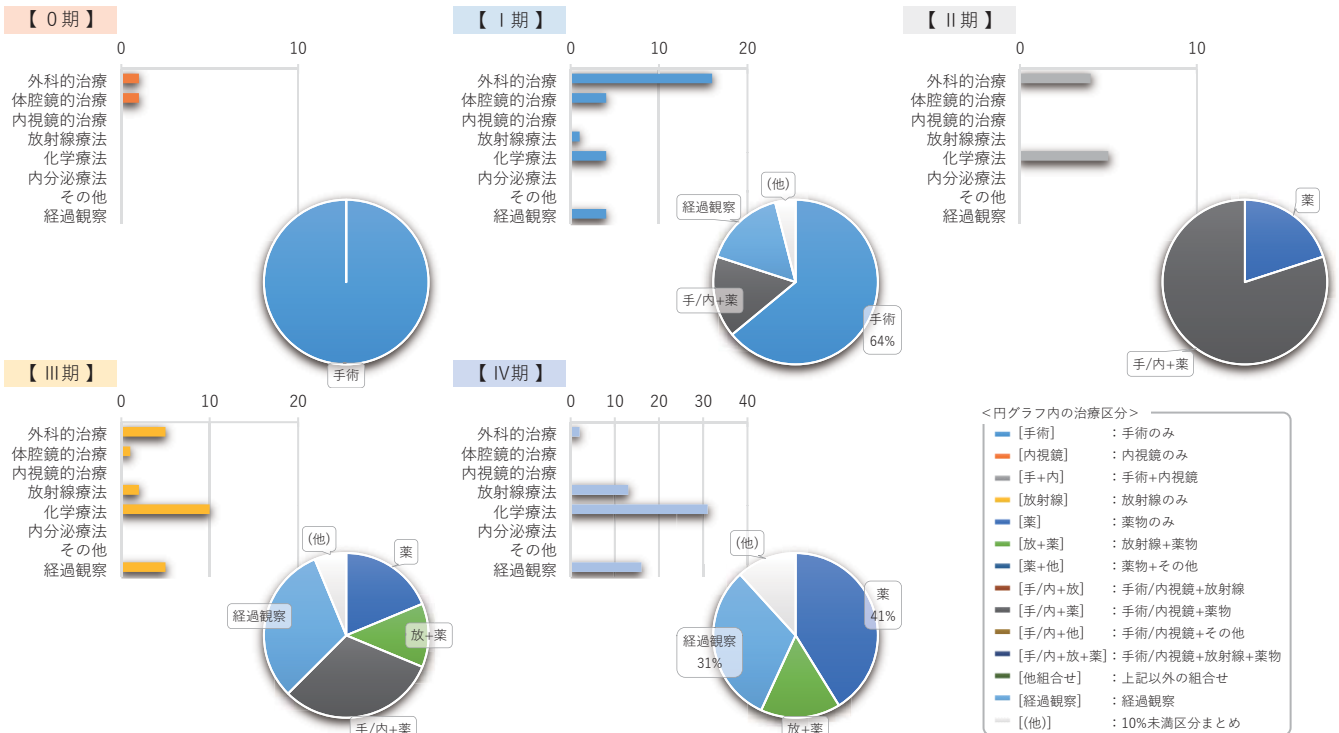 【 0期 】
0 10
外科的治療
体腔鏡的治療
内視鏡的治療
放射線療法
化学療法
内分泌療法
その他
経過観察
手術
【 I期 】
0 10 20
外科的治療
体腔鏡的治療
内視鏡的治療
放射線療法
化学療法
内分泌療法
その他
経過観察
(他)
経過観察
手/内+薬
手術
64%
【 II期 】
0 10
外科的治療
体腔鏡的治療
内視鏡的治療
放射線療法
化学療法
内分泌療法
その他
経過観察
薬
手/内+薬
【 III期 】
0 10 20
外科的治療
体腔鏡的治療
内視鏡的治療
放射線療法
化学療法
内分泌療法
その他
経過観察
(他)
薬
経過観察
放+薬
手/内+薬
【 IV期 】
0 10 20 30 40
外科的治療
体腔鏡的治療
内視鏡的治療
放射線療法
化学療法
内分泌療法
その他
経過観察
(他)
薬
41%
経過観察
31%
放+薬
<円グラフ内の治療区分>
[手術] :手術のみ
[内視鏡] :内視鏡のみ
[手+内] :手術+内視鏡
[放射線] :放射線のみ
[薬] :薬物のみ
[放+薬] :放射線+薬物
[薬+他] :薬物+その他
[手/内+放] :手術/内視鏡+放射線
[手/内+薬] :手術/内視鏡+薬物
[手/内+他] :手術/内視鏡+その他
[手/内+放+薬]:手術/内視鏡+放射線+薬物
[他組合せ] :上記以外の組合せ
[経過観察] :経過観察
[(他)] :10%未満区分まとめ